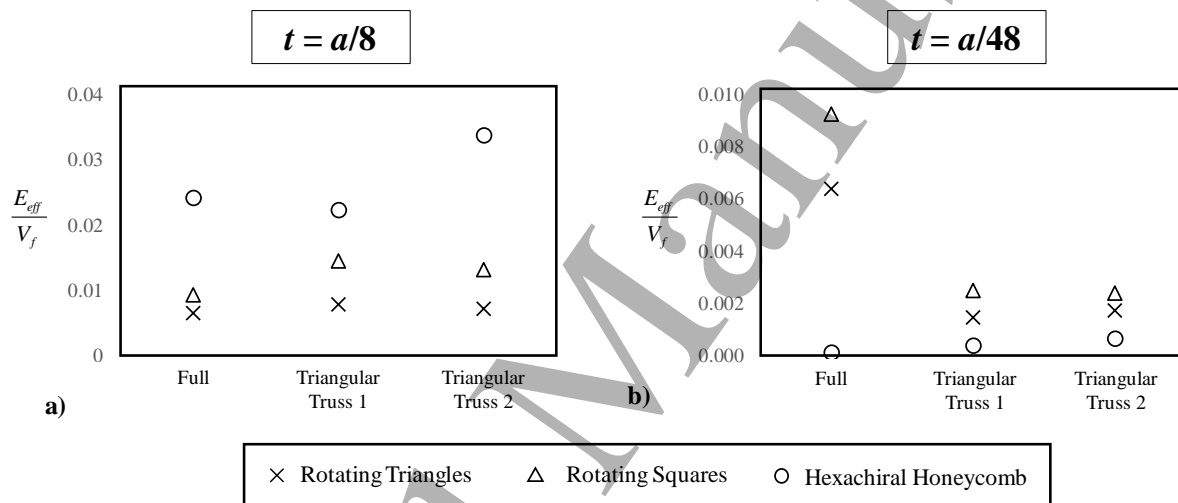 t = a/8
t = a/48
0.04
0.03
0.02
0.01
0
E_eff
V_f
Full
Triangular
Truss 1
Triangular
Truss 2
a)
0.010
0.008
0.006
0.004
0.002
0.000
E_eff
V_f
Full
Triangular
Truss 1
Triangular
Truss 2
b)
Rotating Triangles
Rotating Squares
Hexachiral Honeycomb